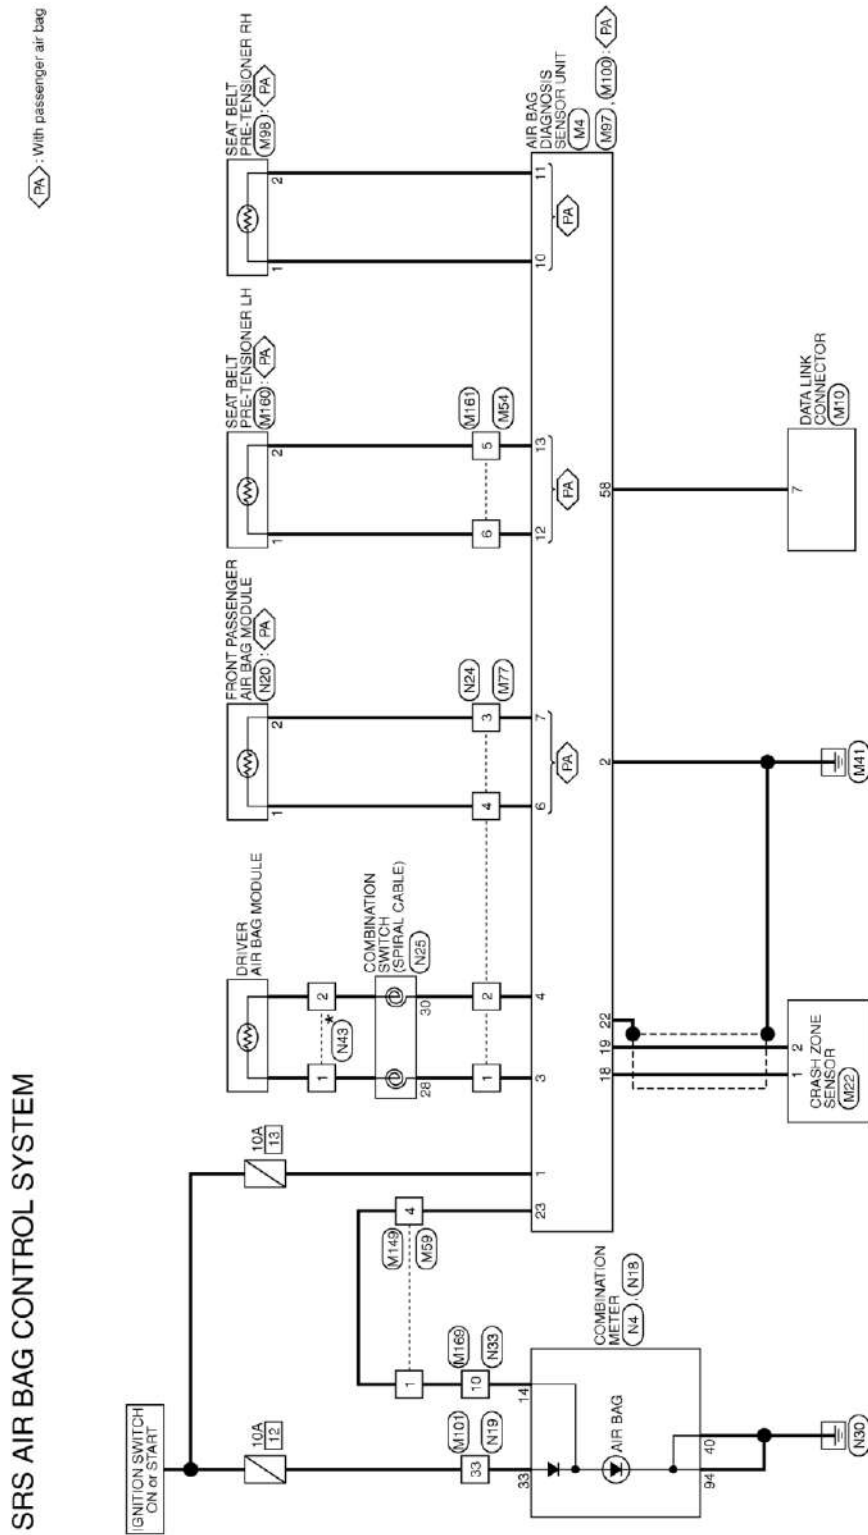 SRS AIR BAG CONTROL SYSTEM
PA : With passenger air bag
IGNITION SWITCH
ON or START
10A
12
10A
13
DRIVER
AIR BAG MODULE
FRONT PASSENGER
AIR BAG MODULE
N20 : PA
SEAT BELT
PRE-TENSIONER LH
M160 : PA
SEAT BELT
PRE-TENSIONER RH
M98 : PA
1
2
1
2
1
2
1
2
*
N43
COMBINATION
SWITCH
(SPIRAL CABLE)
N25
28
30
M149
M59
1
4
M101
N19
33
M169
N33
10
1
2
4
3
N24
M77
6
5
M161
M54
33
14
23
1
3
4
6
7
12
13
10
11
PA
PA
PA
AIR BAG
DIAGNOSIS
SENSOR UNIT
M4
M97 , M100 : PA
COMBINATION
METER
N4 , N18
AIR BAG
94
40
N30
18
19
22
2
58
1
2
CRASH ZONE
SENSOR
M22
M41
7
DATA LINK
CONNECTOR
M10